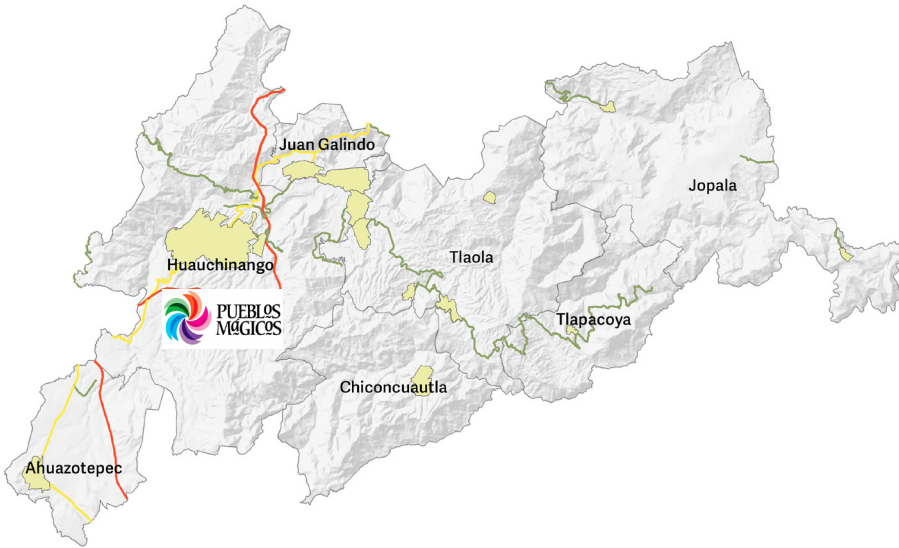 Juan Galindo
Jopala
Huauchinango
Tlaola
PUEBLOS
MáGICOS
Tlapacoya
Chiconcuautla
Ahuazotepec